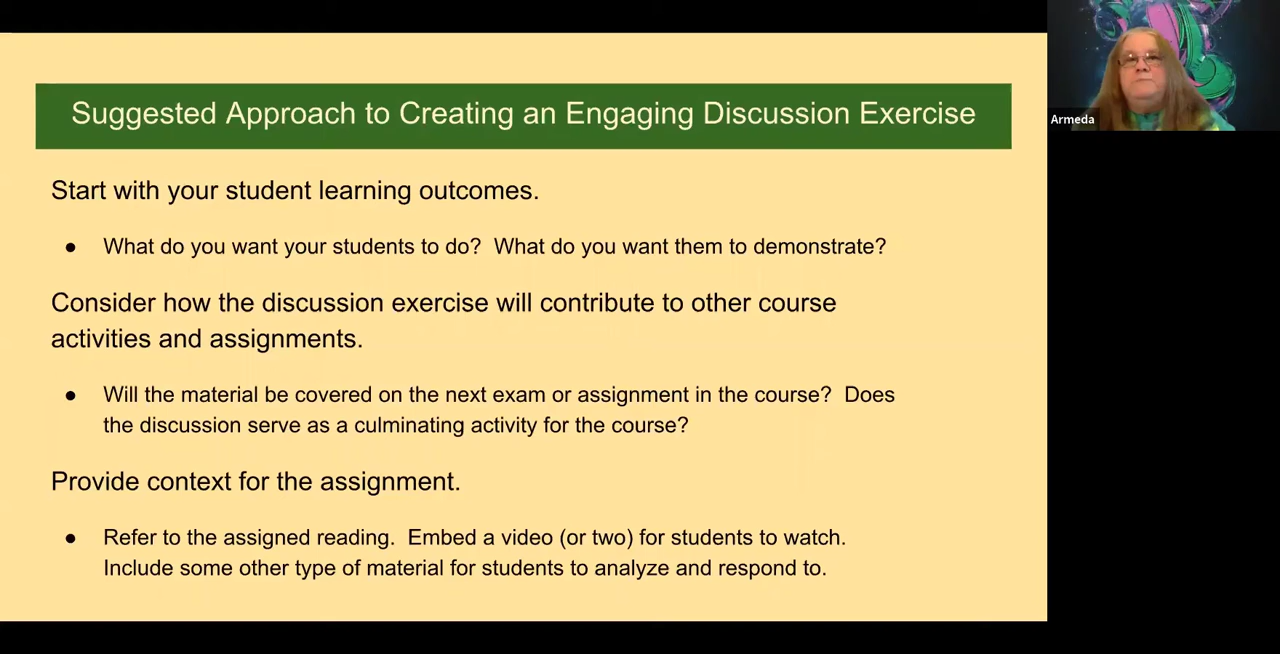 Suggested Approach to Creating an Engaging Discussion Exercise
Armeda
Start with your student learning outcomes.
● What do you want your students to do?  What do you want them to demonstrate?
Consider how the discussion exercise will contribute to other course
activities and assignments.
● Will the material be covered on the next exam or assignment in the course?  Does
the discussion serve as a culminating activity for the course?
Provide context for the assignment.
● Refer to the assigned reading.  Embed a video (or two) for students to watch.
Include some other type of material for students to analyze and respond to.